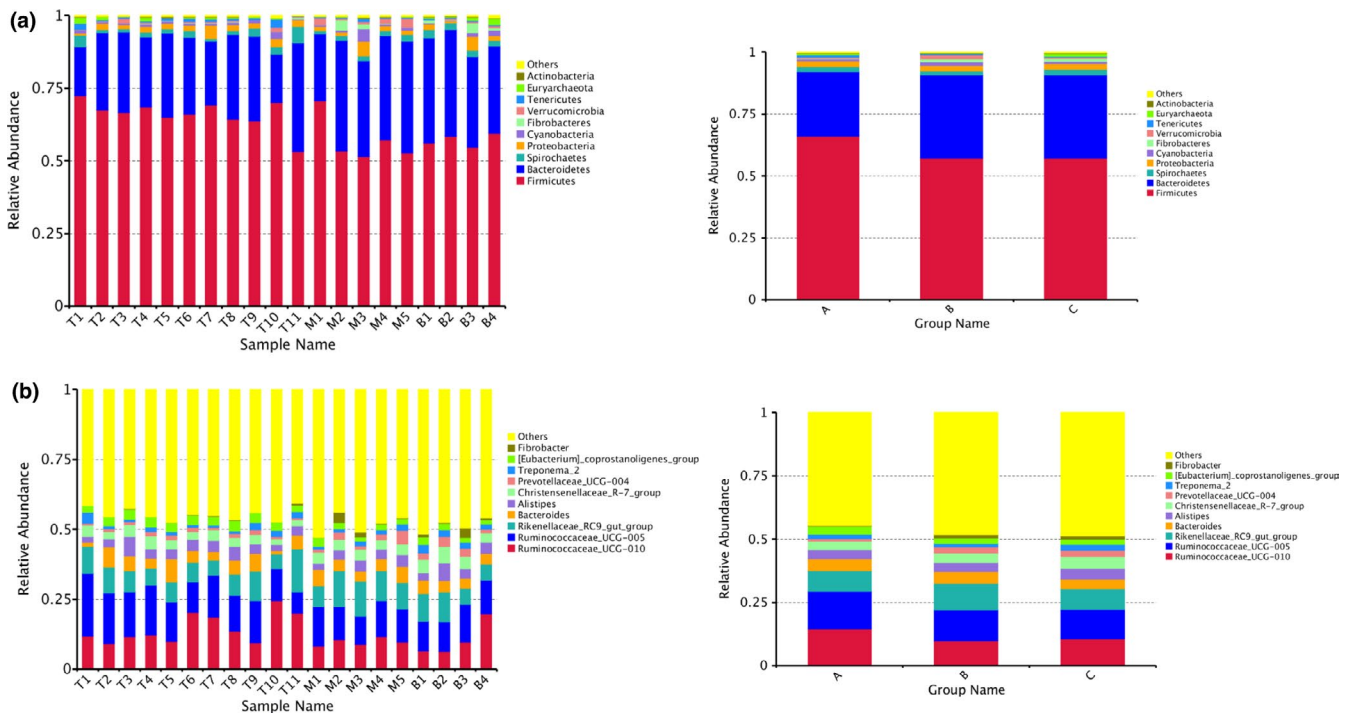 (a)
1
0.75
0.5
0.25
0
Relative Abundance
T1 T2 T3 T4 T5 T6 T7 T8 T9 T10 T11 M1 M2 M3 M4 M5 B1 B2 B3 B4
Sample Name
Others
Actinobacteria
Euryarchaeota
Tenericutes
Verrucomicrobia
Fibrobacteres
Cyanobacteria
Proteobacteria
Spirochaetes
Bacteroidetes
Firmicutes
1
0.75
0.5
0.25
0
Relative Abundance
A B C
Group Name
Others
Actinobacteria
Euryarchaeota
Tenericutes
Verrucomicrobia
Fibrobacteres
Cyanobacteria
Proteobacteria
Spirochaetes
Bacteroidetes
Firmicutes
(b)
1
0.75
0.5
0.25
0
Relative Abundance
T1 T2 T3 T4 T5 T6 T7 T8 T9 T10 T11 M1 M2 M3 M4 M5 B1 B2 B3 B4
Sample Name
Others
Fibrobacter
[Eubacterium]_coprostanoligenes_group
Treponema_2
Prevotellaceae_UCG-004
Christensenellaceae_R-7_group
Alistipes
Bacteroides
Rikenellaceae_RC9_gut_group
Ruminococcaceae_UCG-005
Ruminococcaceae_UCG-010
1
0.75
0.5
0.25
0
Relative Abundance
A B C
Group Name
Others
Fibrobacter
[Eubacterium]_coprostanoligenes_group
Treponema_2
Prevotellaceae_UCG-004
Christensenellaceae_R-7_group
Alistipes
Bacteroides
Rikenellaceae_RC9_gut_group
Ruminococcaceae_UCG-005
Ruminococcaceae_UCG-010